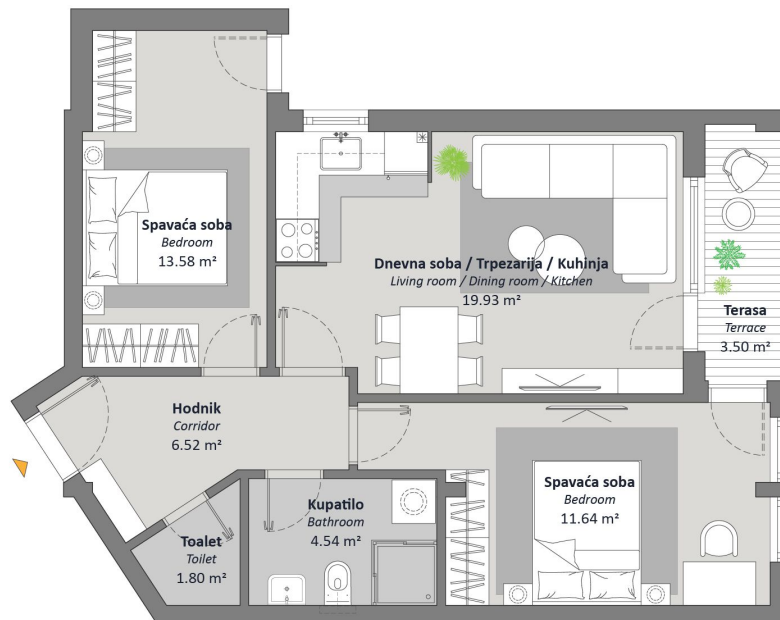 Spavaća soba
Bedroom
13.58 m²
Dnevna soba / Trpezarija / Kuhinja
Living room / Dining room / Kitchen
19.93 m²
Terasa
Terrace
3.50 m²
Hodnik
Corridor
6.52 m²
Spavaća soba
Bedroom
11.64 m²
Kupatilo
Bathroom
4.54 m²
Toalet
Toilet
1.80 m²